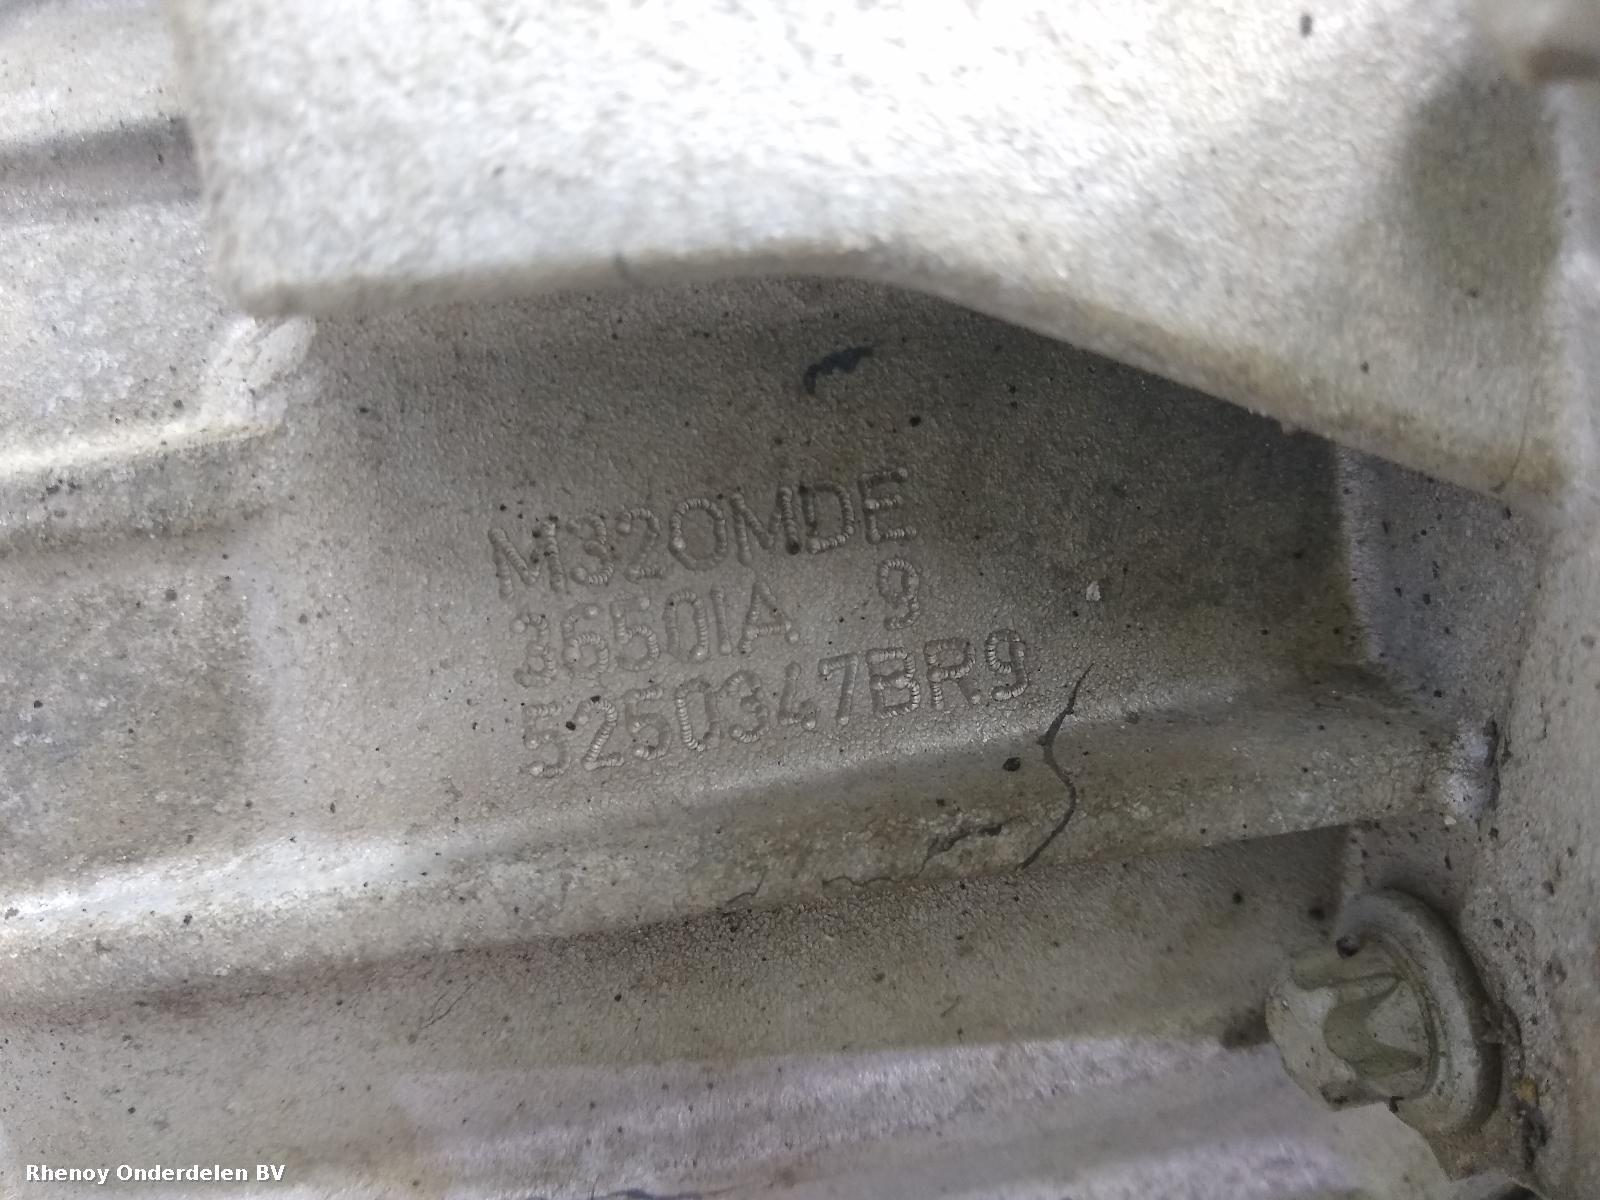 M32OMDE
36501A 9
5250347BR9
Rhenoy Onderdelen BV